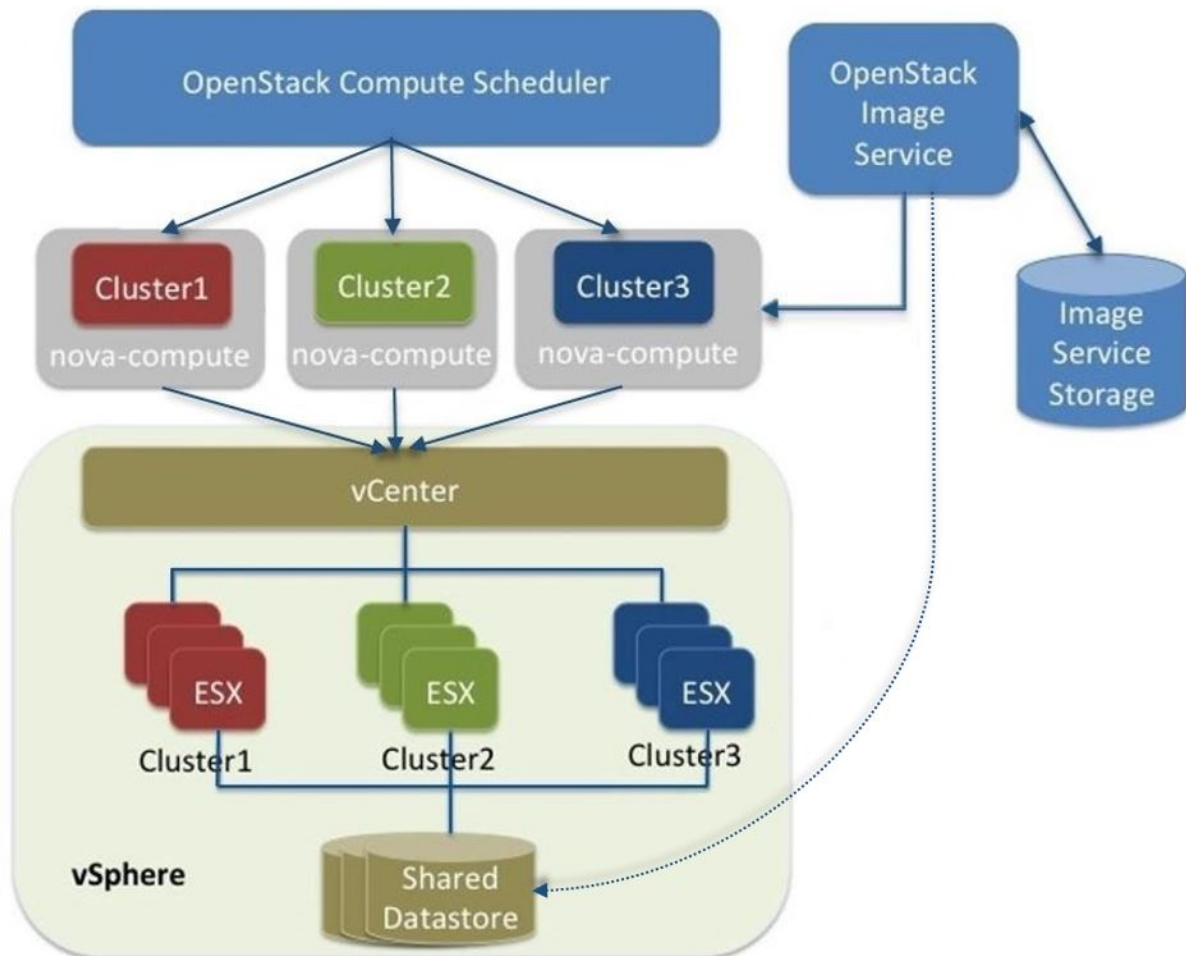 OpenStack Compute Scheduler
OpenStack
Image
Service
Cluster1
Cluster2
Cluster3
nova-compute
nova-compute
nova-compute
Image
Service
Storage
vCenter
ESX
ESX
ESX
Cluster1
Cluster2
Cluster3
vSphere
Shared
Datastore